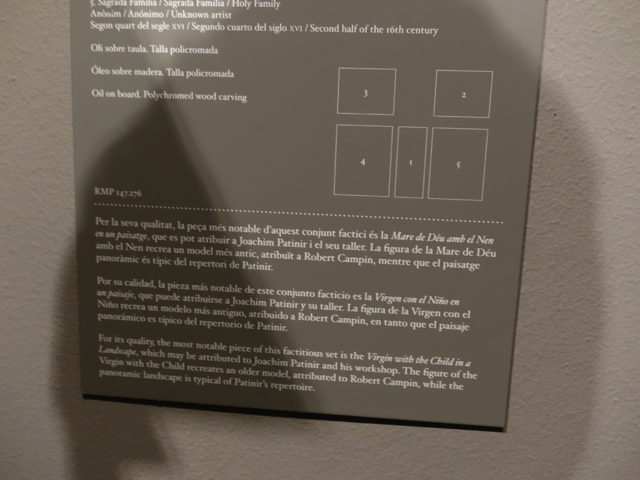 5. Sagrada Família / Sagrada Familia / Holy Family
Anònim / Anónimo / Unknown artist
Segon quart del segle XVI / Segundo cuarto del siglo XVI / Second half of the 16th century
Oli sobre taula. Talla policromada
Óleo sobre madera. Talla policromada
Oil on board. Polychromed wood carving
3 2
4 1 5
RMP 147.276
Per la seva qualitat, la peça més notable d'aquest conjunt factici és la Mare de Déu amb el Nen
en un paisatge, que es pot atribuir a Joachim Patinir i el seu taller. La figura de la Mare de Déu
amb el Nen recrea un model més antic, atribuït a Robert Campin, mentre que el paisatge
panoràmic és típic del repertori de Patinir.
Por su calidad, la pieza más notable de este conjunto facticio es la Virgen con el Niño en
un paisaje, que puede atribuirse a Joachim Patinir y su taller. La figura de la Virgen con el
Niño recrea un modelo más antiguo, atribuido a Robert Campin, en tanto que el paisaje
panorámico es típico del repertorio de Patinir.
For its quality, the most notable piece of this factitious set is the Virgin with the Child in a
Landscape, which may be attributed to Joachim Patinir and his workshop. The figure of the
Virgin with the Child recreates an older model, attributed to Robert Campin, while the
panoramic landscape is typical of Patinir's repertoire.